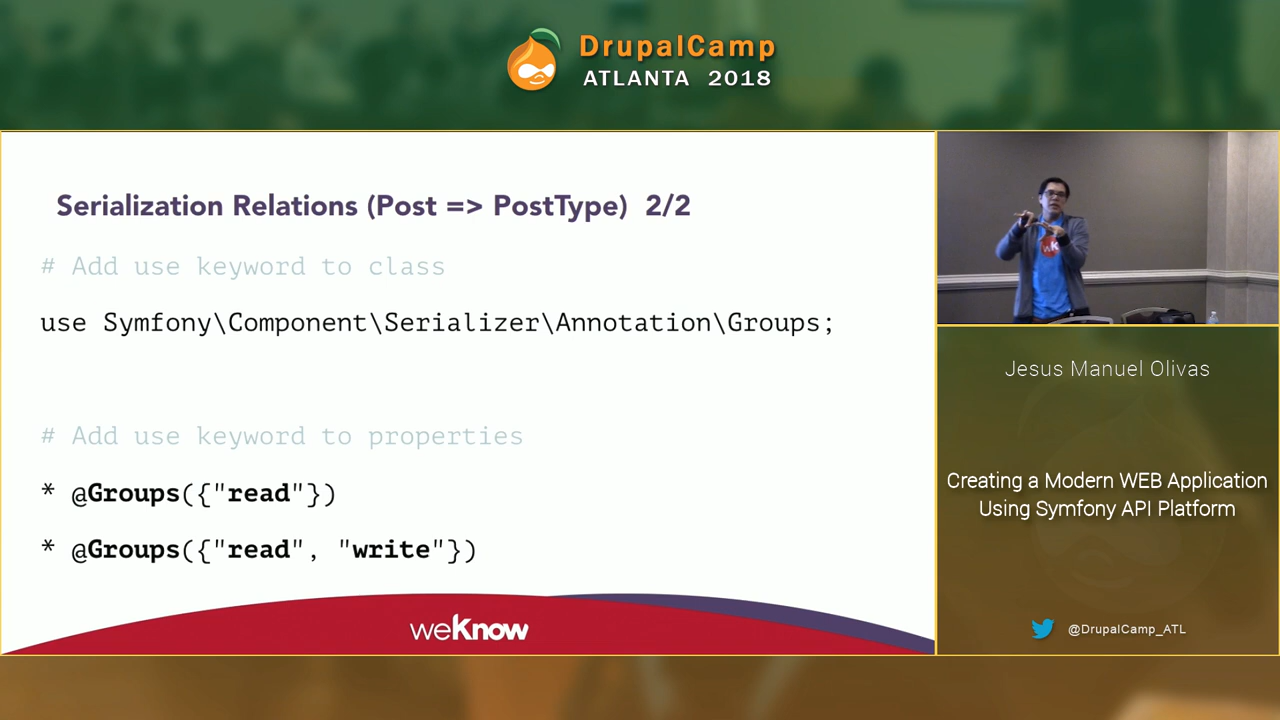 DrupalCamp
ATLANTA 2018
Serialization Relations (Post => PostType) 2/2
# Add use keyword to class
use Symfony\Component\Serializer\Annotation\Groups;
# Add use keyword to properties
* @Groups({"read"})
* @Groups({"read", "write"})
weKnow
wk
Jesus Manuel Olivas
Creating a Modern WEB Application
Using Symfony API Platform
@DrupalCamp_ATL